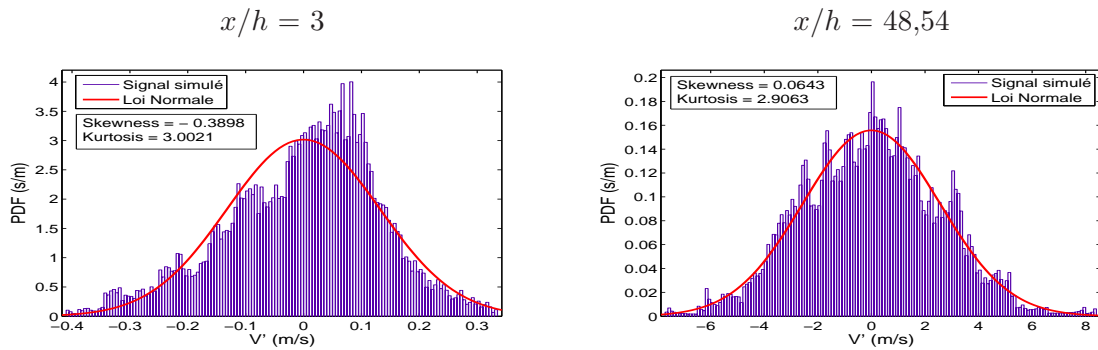 x/h = 3
x/h = 48,54
4
3.5
3
2.5
2
1.5
1
0.5
0
PDF (s/m)
Signal simulé
Loi Normale
Skewness = − 0.3898
Kurtosis = 3.0021
−0.4 −0.3 −0.2 −0.1 0 0.1 0.2 0.3
V' (m/s)
0.2
0.18
0.16
0.14
0.12
0.1
0.08
0.06
0.04
0.02
0
PDF (s/m)
Skewness = 0.0643
Kurtosis = 2.9063
Signal simulé
Loi Normale
−6 −4 −2 0 2 4 6 8
V' (m/s)